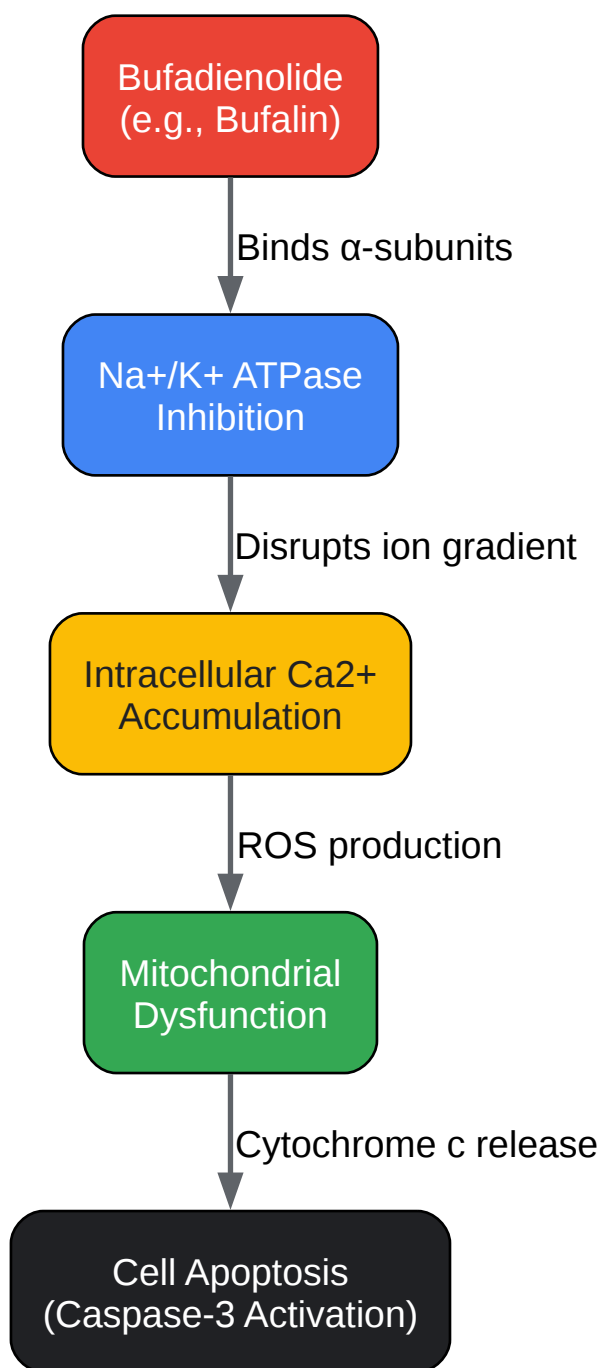 Bufadienolide
(e.g., Bufalin)
Binds α-subunits
Na+/K+ ATPase
Inhibition
Disrupts ion gradient
Intracellular Ca2+
Accumulation
ROS production
Mitochondrial
Dysfunction
Cytochrome c release
Cell Apoptosis
(Caspase-3 Activation)